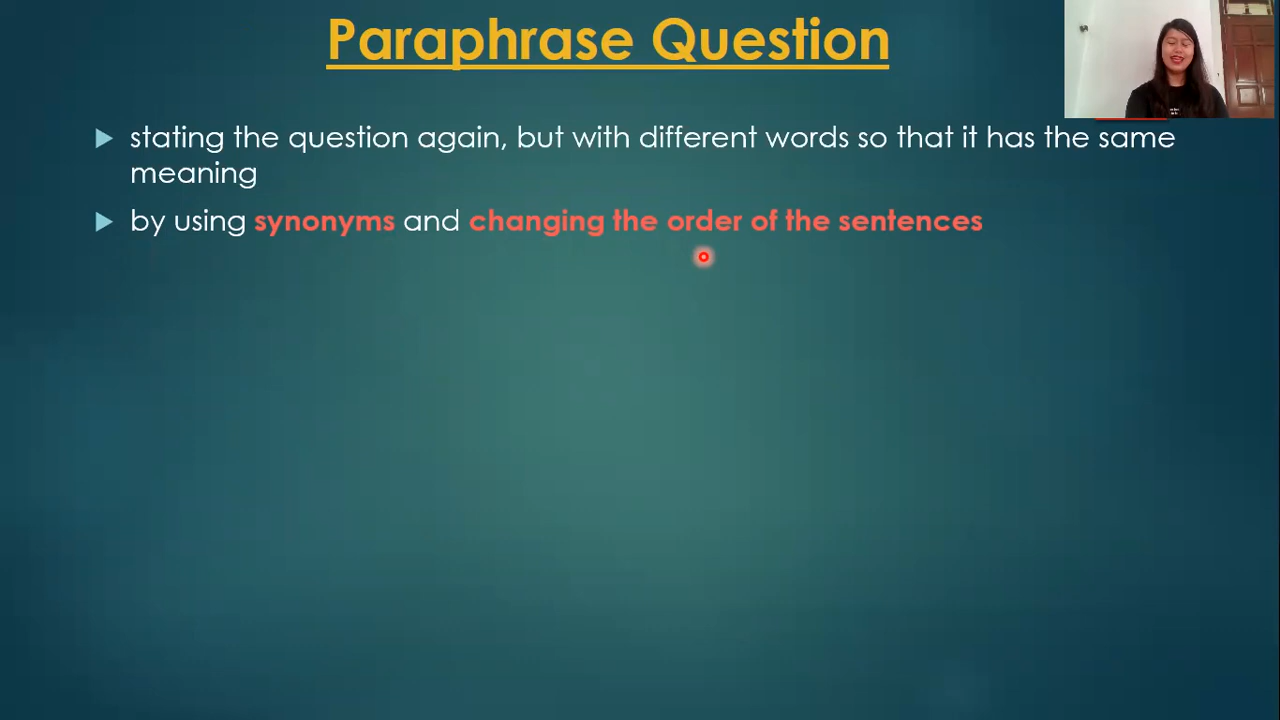 Paraphrase Question
stating the question again, but with different words so that it has the same
meaning
by using synonyms and changing the order of the sentences